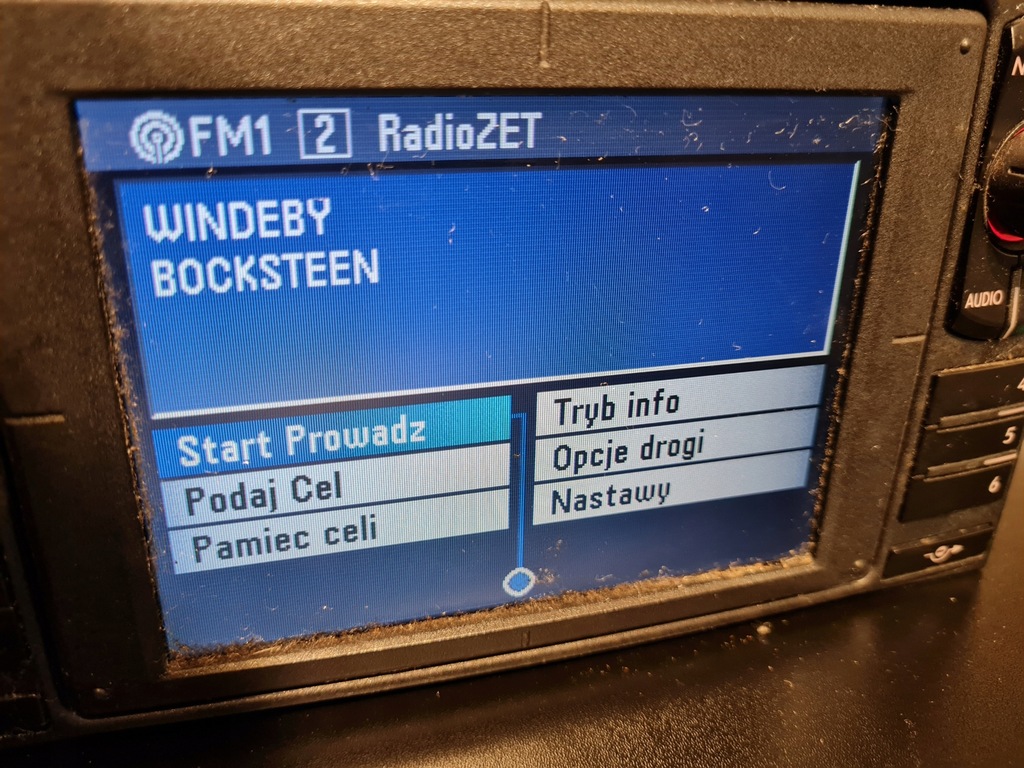 FM1 2 RadioZET
WINDEBY
BOCKSTEEN
Start Prowadz
Podaj Cel
Pamiec celi
Tryb info
Opcje drogi
Nastawy
AUDIO
5
6